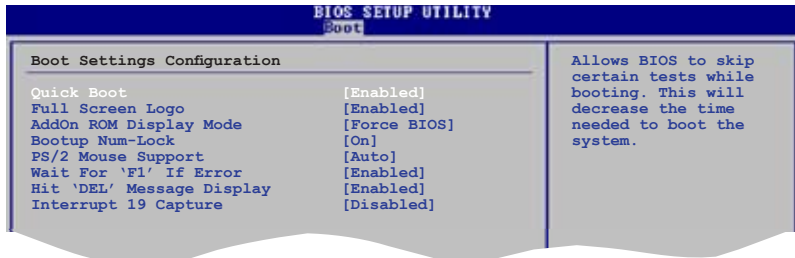 BIOS SETUP UTILITY
Boot
Boot Settings Configuration
Quick Boot [Enabled]
Full Screen Logo [Enabled]
AddOn ROM Display Mode [Force BIOS]
Bootup Num-Lock [On]
PS/2 Mouse Support [Auto]
Wait For ‘F1’ If Error [Enabled]
Hit ‘DEL’ Message Display [Enabled]
Interrupt 19 Capture [Disabled]
Allows BIOS to skip
certain tests while
booting. This will
decrease the time
needed to boot the
system.